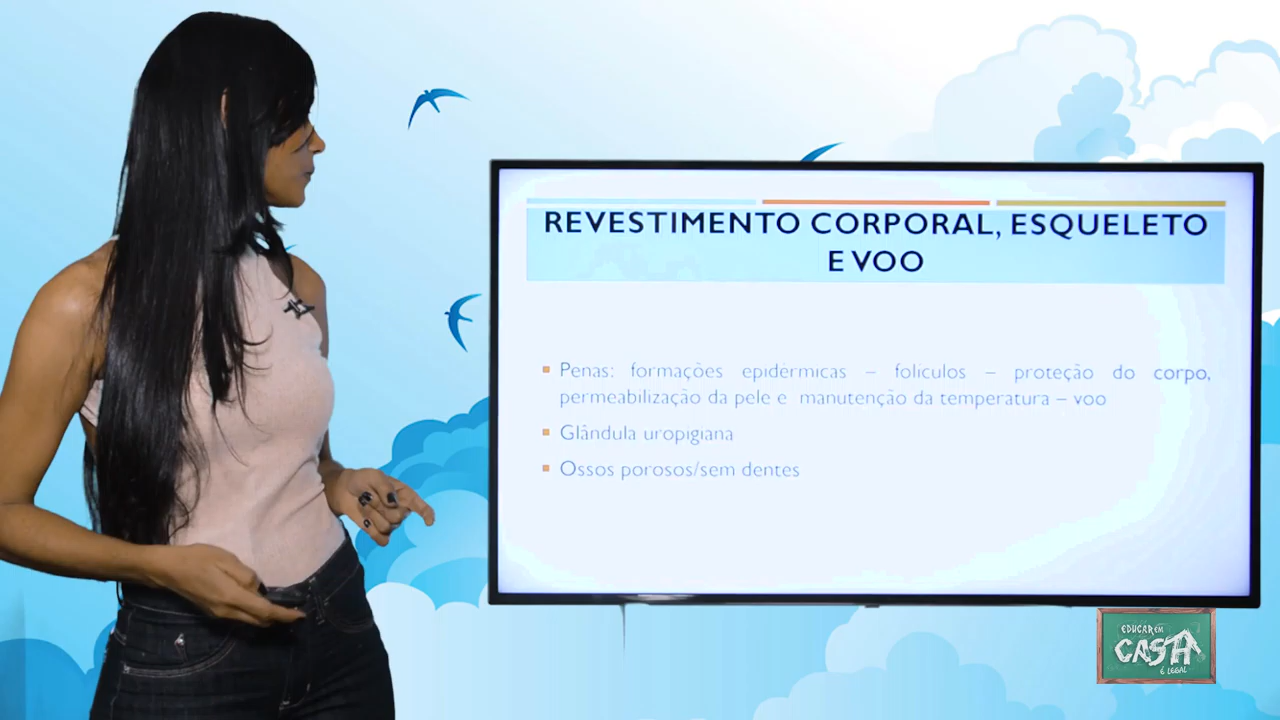 REVESTIMENTO CORPORAL, ESQUELETO
E VOO
Penas: formações epidérmicas – folículos – proteção do corpo,
permeabilização da pele e manutenção da temperatura – voo
Glândula uropigiana
Ossos porosos/sem dentes
EDUCAR EM
CASA
É LEGAL